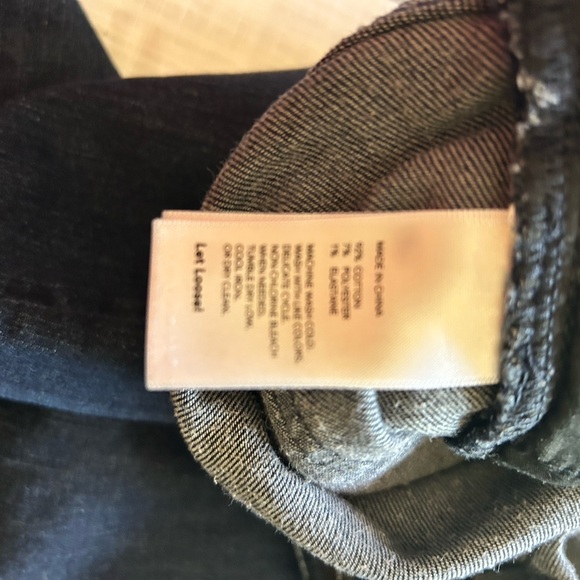 MADE IN CHINA
92% COTTON
7% POLYESTER
1% ELASTANE
MACHINE WASH COLD:
WASH WITH LIKE COLORS;
DELICATE CYCLE.
NON-CHLORINE BLEACH
WHEN NEEDED.
TUMBLE DRY LOW.
COOL IRON.
OR DRY CLEAN.
Let Loose!